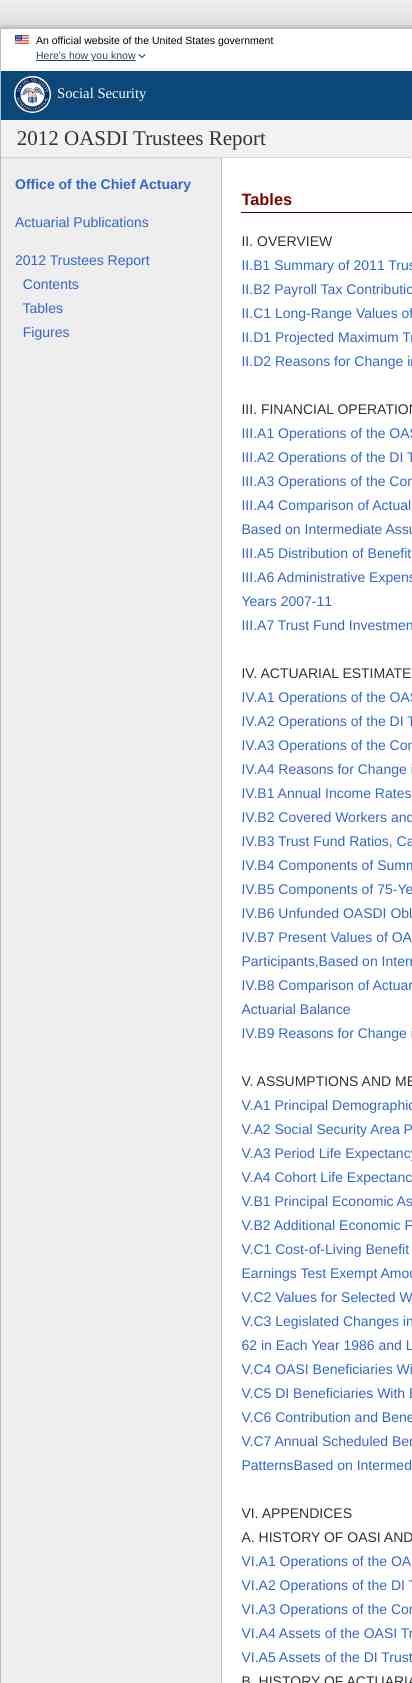 An official website of the United States government
Here's how you know
Social Security
2012 OASDI Trustees Report
Office of the Chief Actuary
Actuarial Publications
2012 Trustees Report
Contents
Tables
Figures
Tables
II. OVERVIEW
II.B1 Summary of 2011 Trus
II.B2 Payroll Tax Contributio
II.C1 Long-Range Values of
II.D1 Projected Maximum Tr
II.D2 Reasons for Change i
III. FINANCIAL OPERATION
III.A1 Operations of the OAS
III.A2 Operations of the DI T
III.A3 Operations of the Com
III.A4 Comparison of Actual
Based on Intermediate Assu
III.A5 Distribution of Benefit
III.A6 Administrative Expens
Years 2007-11
III.A7 Trust Fund Investmen
IV. ACTUARIAL ESTIMATE
IV.A1 Operations of the OAS
IV.A2 Operations of the DI T
IV.A3 Operations of the Com
IV.A4 Reasons for Change i
IV.B1 Annual Income Rates
IV.B2 Covered Workers and
IV.B3 Trust Fund Ratios, Ca
IV.B4 Components of Summ
IV.B5 Components of 75-Ye
IV.B6 Unfunded OASDI Obl
IV.B7 Present Values of OA
Participants,Based on Intern
IV.B8 Comparison of Actuar
Actuarial Balance
IV.B9 Reasons for Change i
V. ASSUMPTIONS AND ME
V.A1 Principal Demographic
V.A2 Social Security Area P
V.A3 Period Life Expectancy
V.A4 Cohort Life Expectanc
V.B1 Principal Economic As
V.B2 Additional Economic F
V.C1 Cost-of-Living Benefit
Earnings Test Exempt Amou
V.C2 Values for Selected W
V.C3 Legislated Changes in
62 in Each Year 1986 and L
V.C4 OASI Beneficiaries Wi
V.C5 DI Beneficiaries With B
V.C6 Contribution and Bene
V.C7 Annual Scheduled Ben
PatternsBased on Intermed
VI. APPENDICES
A. HISTORY OF OASI AND
VI.A1 Operations of the OA
VI.A2 Operations of the DI T
VI.A3 Operations of the Com
VI.A4 Assets of the OASI Tr
VI.A5 Assets of the DI Trust
B. HISTORY OF ACTUARIA